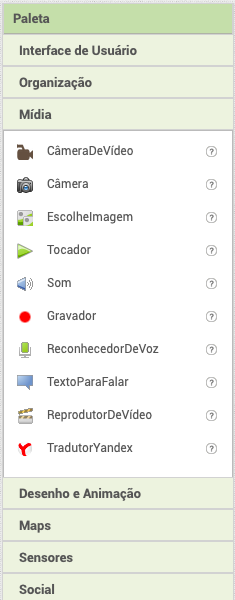 Paleta
Interface de Usuário
Organização
Mídia
CâmeraDeVídeo
Câmera
EscolheImagem
Tocador
Som
Gravador
ReconhecedorDeVoz
TextoParaFalar
ReprodutorDeVídeo
TradutorYandex
Desenho e Animação
Maps
Sensores
Social